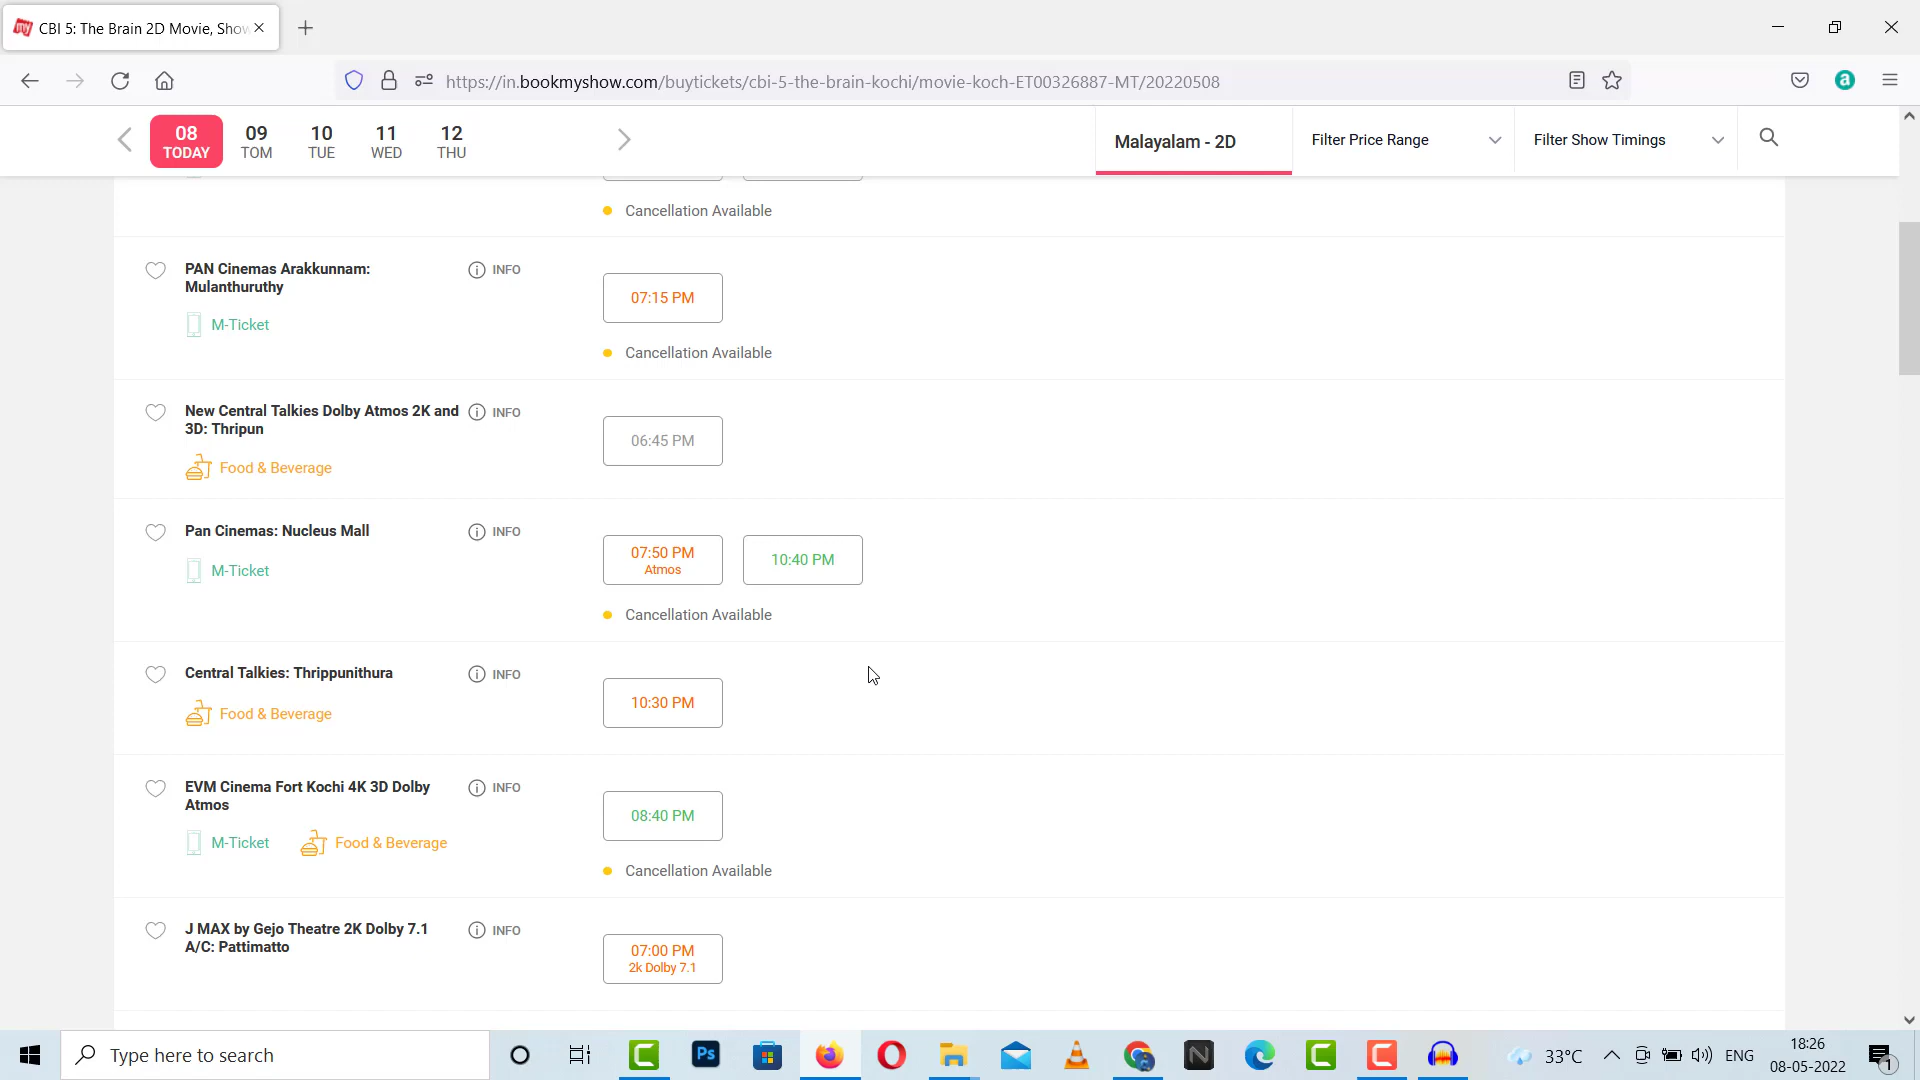 CBI 5: The Brain 2D Movie, Show
https://in.bookmyshow.com/buytickets/cbi-5-the-brain-kochi/movie-koch-ET00326887-MT/20220508
a
08 TODAY
09 TOM
10 TUE
11 WED
12 THU
Malayalam - 2D
Filter Price Range
Filter Show Timings
Cancellation Available
PAN Cinemas Arakkunnam:
Mulanthuruthy
INFO
M-Ticket
07:15 PM
Cancellation Available
New Central Talkies Dolby Atmos 2K and
3D: Thripun
INFO
Food & Beverage
06:45 PM
Pan Cinemas: Nucleus Mall
INFO
M-Ticket
07:50 PM
Atmos
10:40 PM
Cancellation Available
Central Talkies: Thrippunithura
INFO
Food & Beverage
10:30 PM
EVM Cinema Fort Kochi 4K 3D Dolby
Atmos
INFO
M-Ticket
Food & Beverage
08:40 PM
Cancellation Available
J MAX by Gejo Theatre 2K Dolby 7.1
A/C: Pattimatto
INFO
07:00 PM
2k Dolby 7.1
Type here to search
Ps
33°C
ENG
18:26
08-05-2022
1